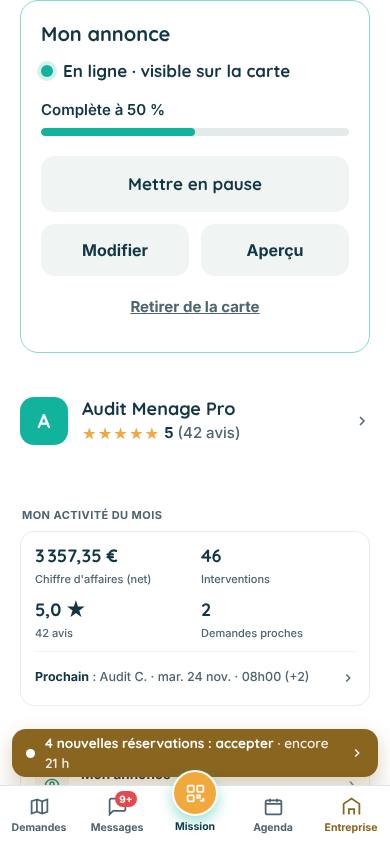 Mon annonce
En ligne · visible sur la carte
Complète à 50 %
Mettre en pause
Modifier
Aperçu
Retirer de la carte
A
Audit Menage Pro
★★★★★ 5 (42 avis)
MON ACTIVITÉ DU MOIS
3 357,35 €
46
Chiffre d'affaires (net)
Interventions
5,0 ★
2
42 avis
Demandes proches
Prochain : Audit C. · mar. 24 nov. · 08h00 (+2)
4 nouvelles réservations : accepter · encore
21 h
Mon annonce
9+
Demandes
Messages
Mission
Agenda
Entreprise